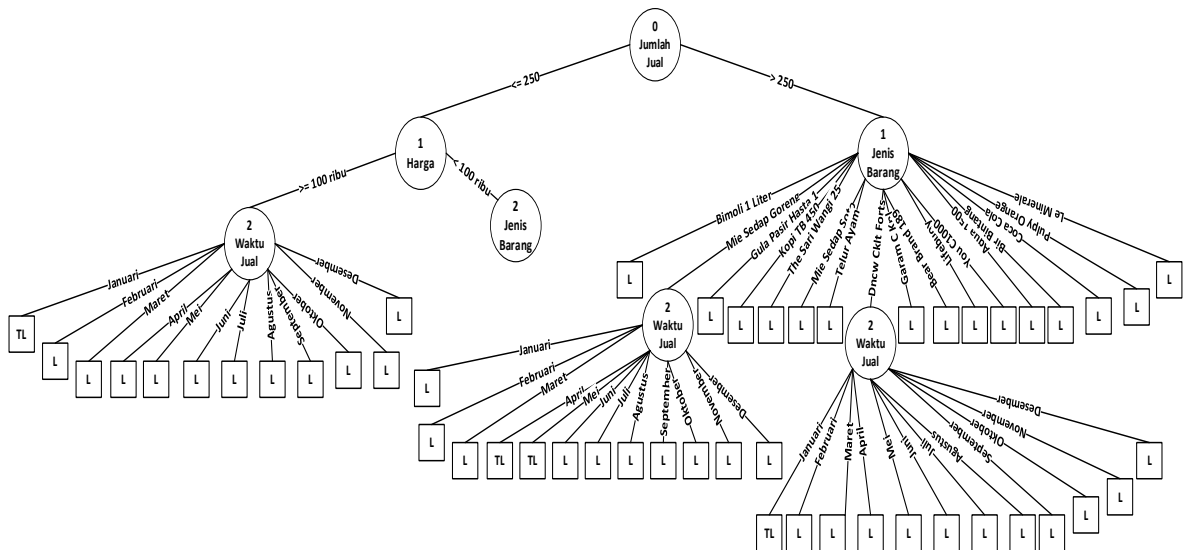 0
Jumlah
Jual
<= 250
> 250
1
Harga
1
Jenis
Barang
>= 100 ribu
< 100 ribu
2
Waktu
Jual
2
Jenis
Barang
Januari
Februari
Maret
April
Mei
Juni
Juli
Agustus
September
Oktober
November
Desember
TL
L
L
L
L
L
L
L
L
L
L
L
Bimoli 1 Liter
Mie Sedap Goreng
Gula Pasir Hasta 1
Kopi TB 450
The Sari Wangi 25
Mie Sedap Soto
Telur Ayam
Dncw Cklt Forts
Garam C
Bear Brand 189
Lifebuoy
You C1000
Aqua
Bir Bintang
Coca Cola
Pulpy Orange
Le Minerale
L
2
Waktu
Jual
L
L
L
L
L
2
Waktu
Jual
L
L
L
L
L
L
L
L
L
Januari
Februari
Maret
April
Mei
Juni
Juli
Agustus
September
Oktober
November
Desember
L
L
L
TL
TL
L
L
L
L
L
L
L
Januari
Februari
Maret
April
Mei
Juni
Juli
Agustus
September
Oktober
November
Desember
TL
L
L
L
L
L
L
L
L
L
L
L